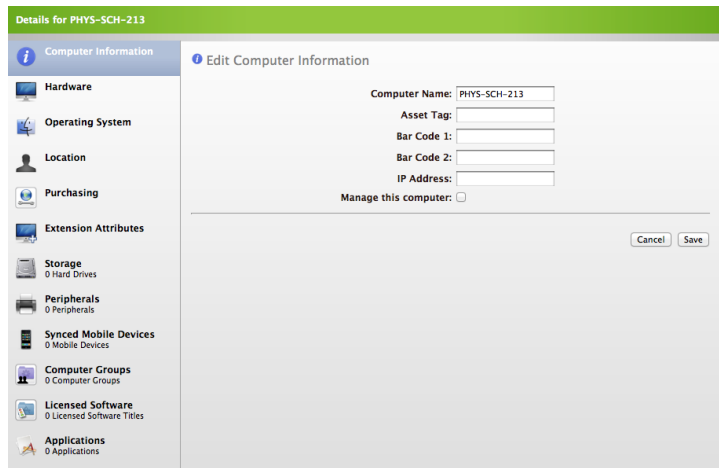 Details for PHYS-SCH-213
Computer Information
Hardware
Operating System
Location
Purchasing
Extension Attributes
Storage
0 Hard Drives
Peripherals
0 Peripherals
Synced Mobile Devices
0 Mobile Devices
Computer Groups
0 Computer Groups
Licensed Software
0 Licensed Software Titles
Applications
0 Applications
Edit Computer Information
Computer Name: PHYS-SCH-213
Asset Tag:
Bar Code 1:
Bar Code 2:
IP Address:
Manage this computer:
Cancel Save